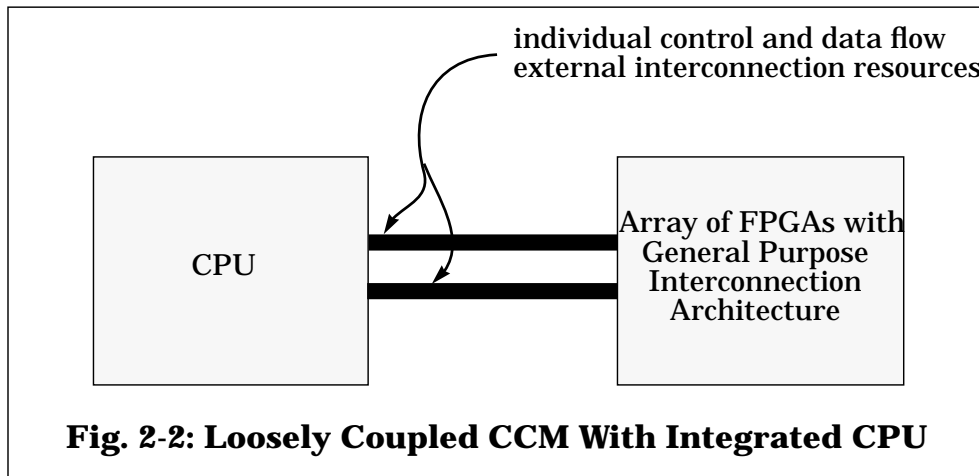 individual control and data flow
external interconnection resources
CPU
Array of FPGAs with
General Purpose
Interconnection
Architecture
Fig. 2-2: Loosely Coupled CCM With Integrated CPU